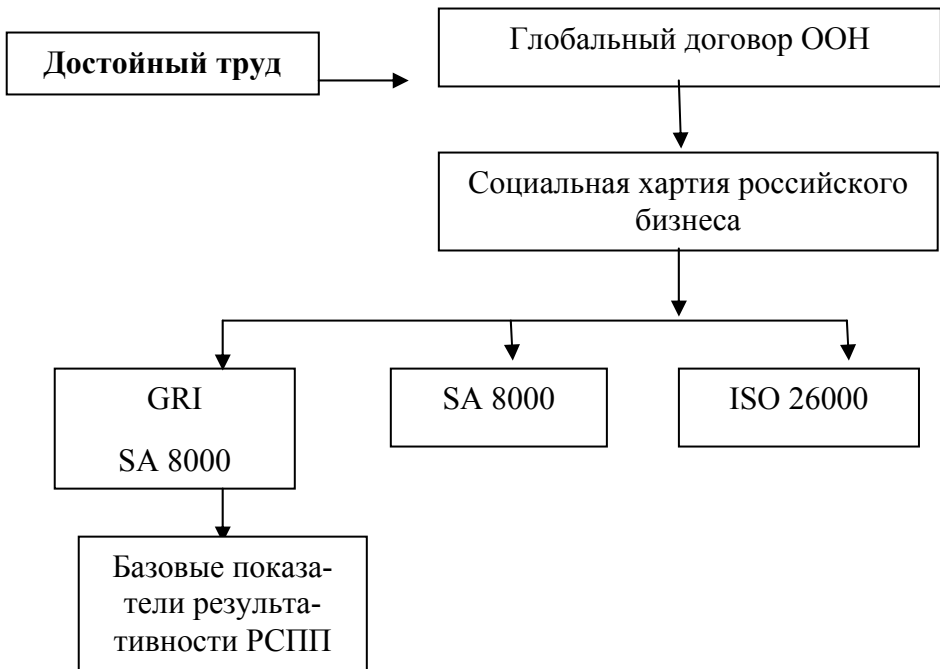 Достойный труд
Глобальный договор ООН
Социальная хартия российского
бизнеса
GRI
SA 8000
SA 8000
ISO 26000
Базовые показа-
тели результа-
тивности РСПП